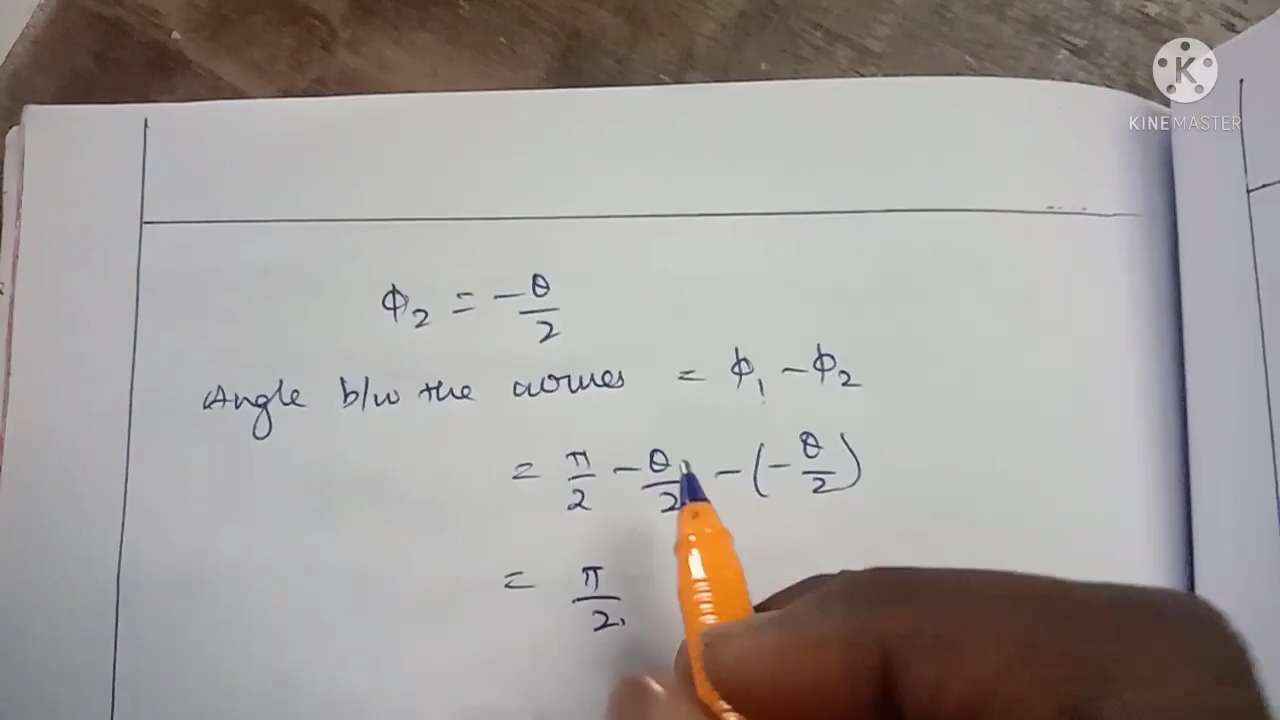 K
KINEMASTER
ϕ₂ = -θ/2
Angle b/w the curves = ϕ₁ - ϕ₂
= π/2 - θ/2 - (-θ/2)
= π/2